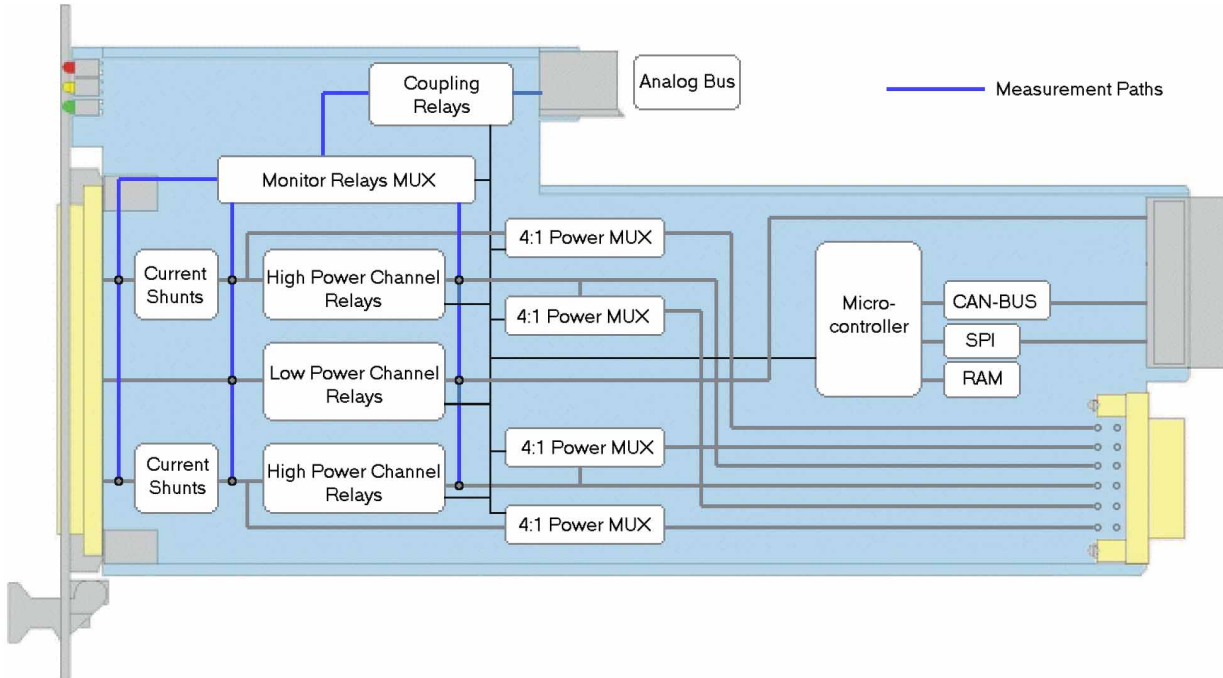 Coupling
Relays
Analog Bus
Measurement Paths
Monitor Relays MUX
4:1 Power MUX
Current
Shunts
High Power Channel
Relays
4:1 Power MUX
Micro-
controller
CAN-BUS
SPI
RAM
Low Power Channel
Relays
4:1 Power MUX
Current
Shunts
High Power Channel
Relays
4:1 Power MUX